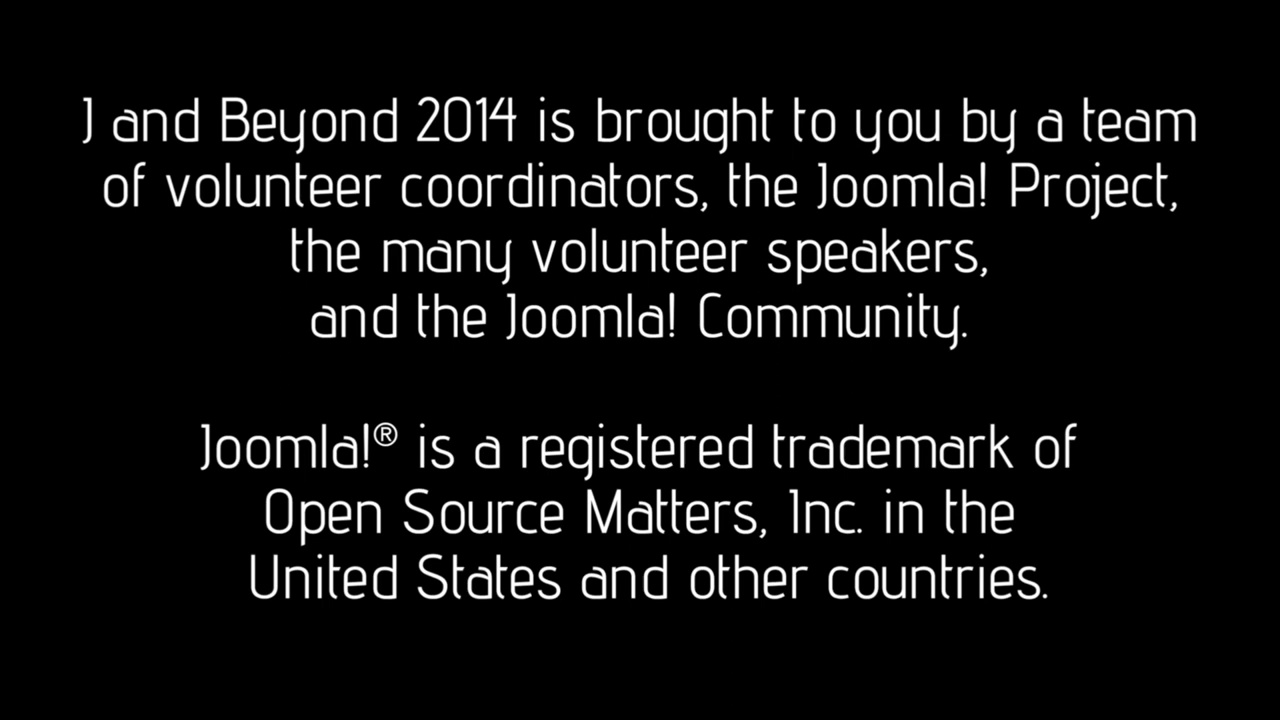 J and Beyond 2014 is brought to you by a team
of volunteer coordinators, the Joomla! Project,
the many volunteer speakers,
and the Joomla! Community.
Joomla!® is a registered trademark of
Open Source Matters, Inc. in the
United States and other countries.